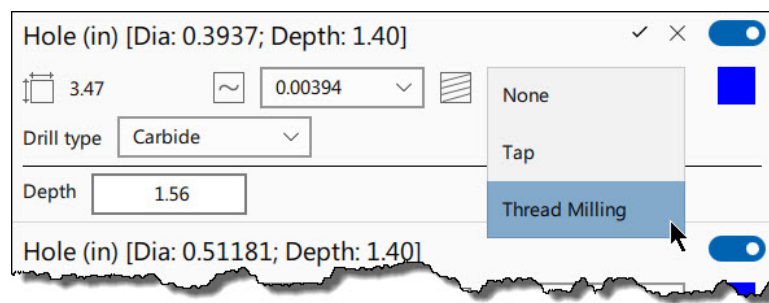 Hole (in) [Dia: 0.3937; Depth: 1.40]
3.47 0.00394 None
Drill type Carbide Tap
Depth 1.56 Thread Milling
Hole (in) [Dia: 0.51181; Depth: 1.40]